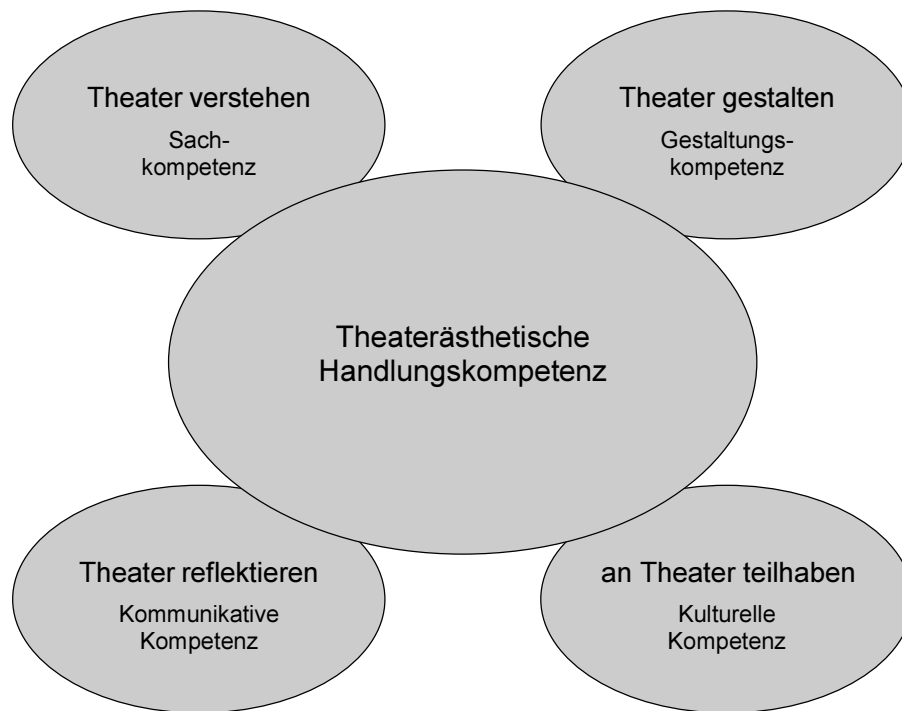 Theater verstehen
Sach-
kompetenz
Theater gestalten
Gestaltungs-
kompetenz
Theaterästhetische
Handlungskompetenz
Theater reflektieren
Kommunikative
Kompetenz
an Theater teilhaben
Kulturelle
Kompetenz